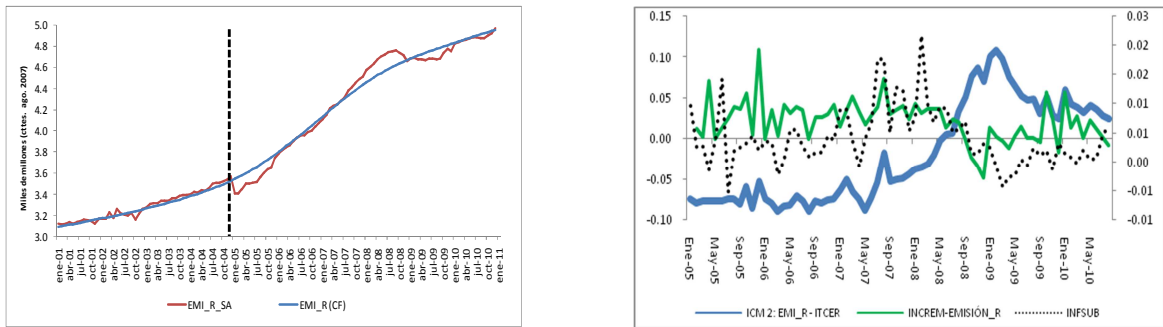 Miles de millones (ctres. ago. 2007)
5.0
4.8
4.6
4.4
4.2
4.0
3.8
3.6
3.4
3.2
3.0
ene-01
abr-01
jul-01
oct-01
ene-02
abr-02
jul-02
oct-02
ene-03
abr-03
jul-03
oct-03
ene-04
abr-04
jul-04
oct-04
ene-05
abr-05
jul-05
oct-05
ene-06
abr-06
jul-06
oct-06
ene-07
abr-07
jul-07
oct-07
ene-08
abr-08
jul-08
oct-08
ene-09
abr-09
jul-09
oct-09
ene-10
abr-10
jul-10
oct-10
ene-11
EMI_R_SA
EMI_R (CF)
0.15
0.10
0.05
0.00
-0.05
-0.10
0.03
0.02
0.02
0.01
0.01
0.00
-0.01
-0.01
Ene-05
May-05
Sep-05
Ene-06
May-06
Sep-06
Ene-07
May-07
Sep-07
Ene-08
May-08
Sep-08
Ene-09
May-09
Sep-09
Ene-10
May-10
ICM 2: EMI_R - ITCER
INCREM-EMISIÓN_R
INFSUB